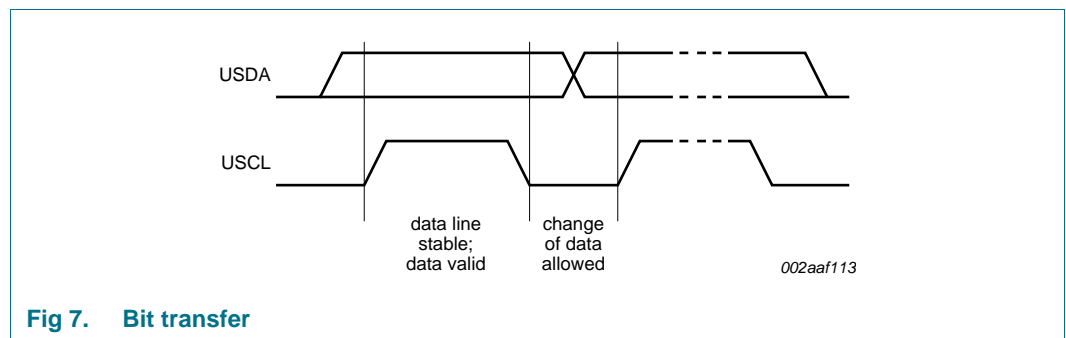 USDA
USCL
data line
stable;
data valid
change
of data
allowed
002aaf113
Fig 7. Bit transfer